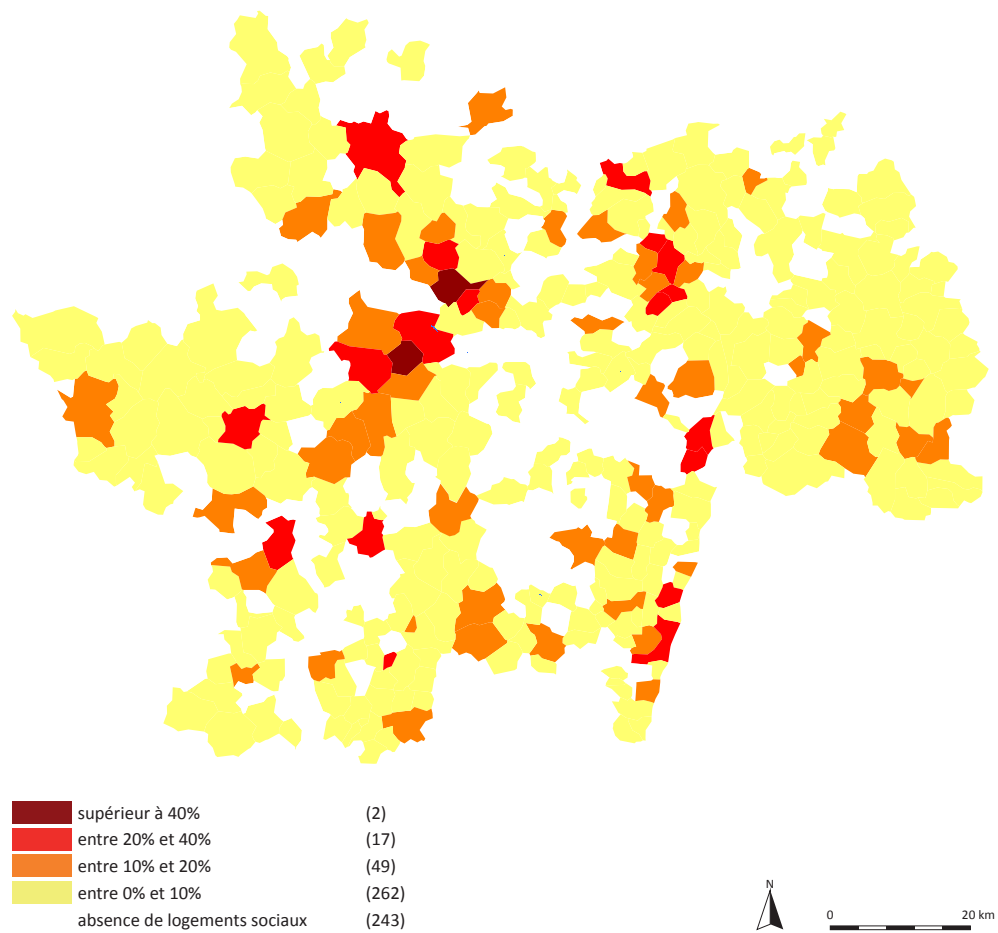 supérieur à 40% (2)
entre 20% et 40% (17)
entre 10% et 20% (49)
entre 0% et 10% (262)
absence de logements sociaux (243)
N
0 20 km